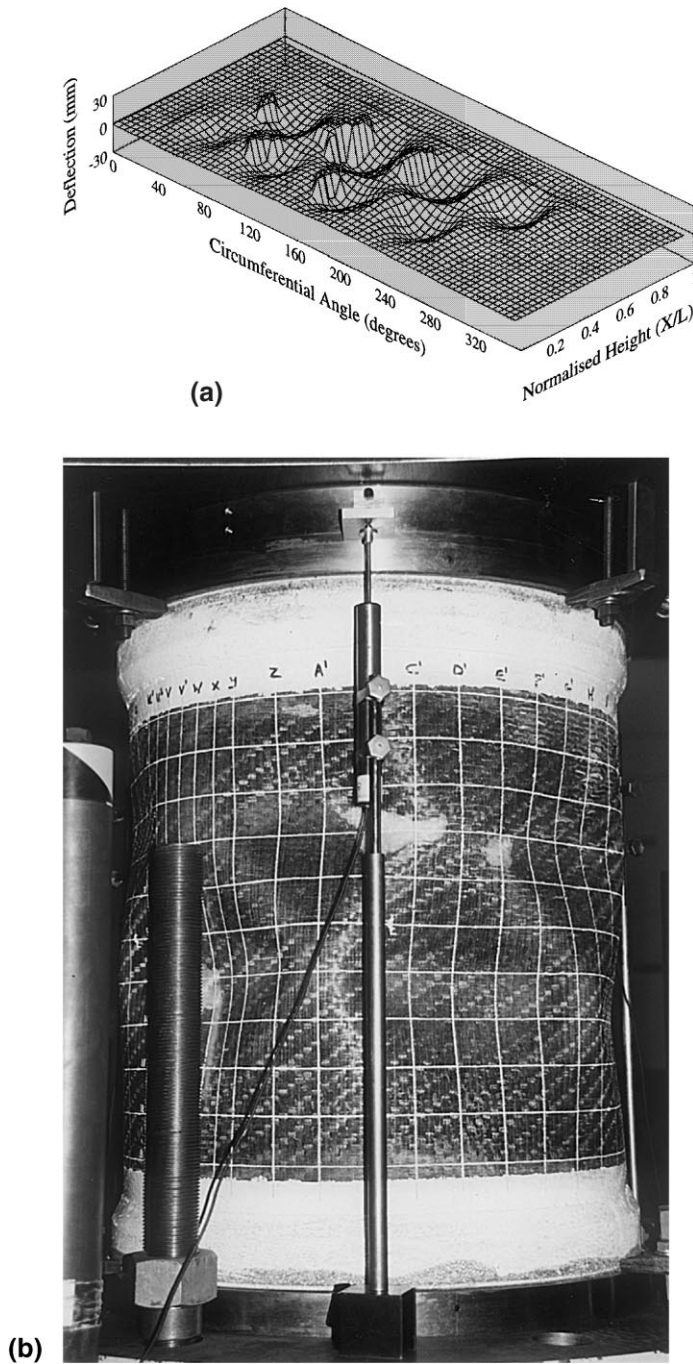 30
0
-30
Deflection (mm)
0
40
80
120
160
200
240
280
320
Circumferential Angle (degrees)
0.2
0.4
0.6
0.8
Normalised Height (X/L)
(a)
V V' W X Y Z A' C' D' E' F' G' H
(b)